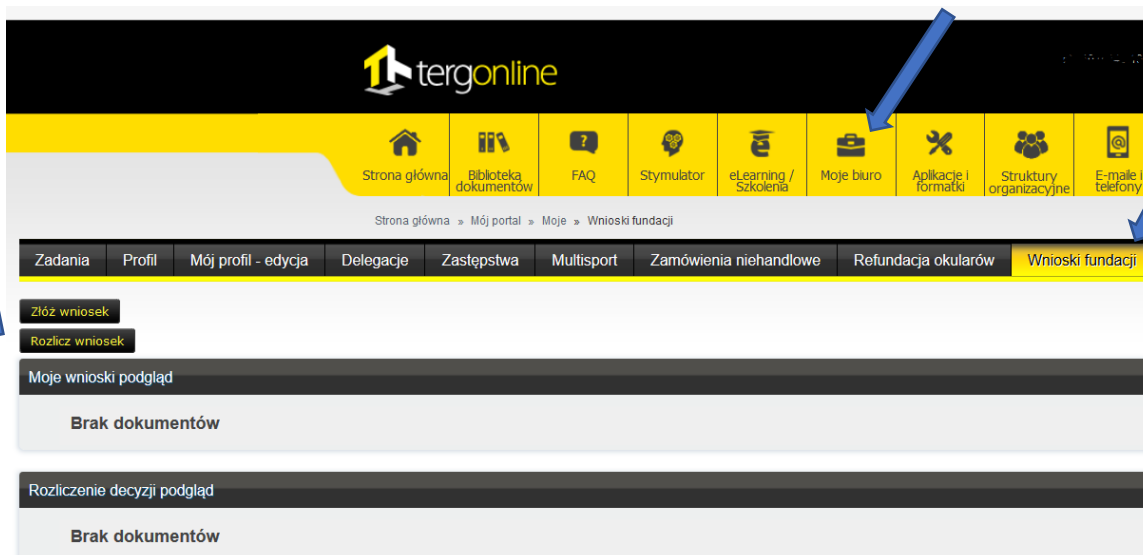 tergonline
Strona główna
Biblioteka dokumentów
FAQ
Stymulator
eLearning / Szkolenia
Moje biuro
Aplikacje i formatki
Struktury organizacyjne
E-maile i telefony
Strona główna » Mój portal » Moje » Wnioski fundacji
Zadania Profil Mój profil - edycja Delegacje Zastępstwa Multisport Zamówienia niehandlowe Refundacja okularów Wnioski fundacji
Złóż wniosek
Rozlicz wniosek
Moje wnioski podgląd
Brak dokumentów
Rozliczenie decyzji podgląd
Brak dokumentów